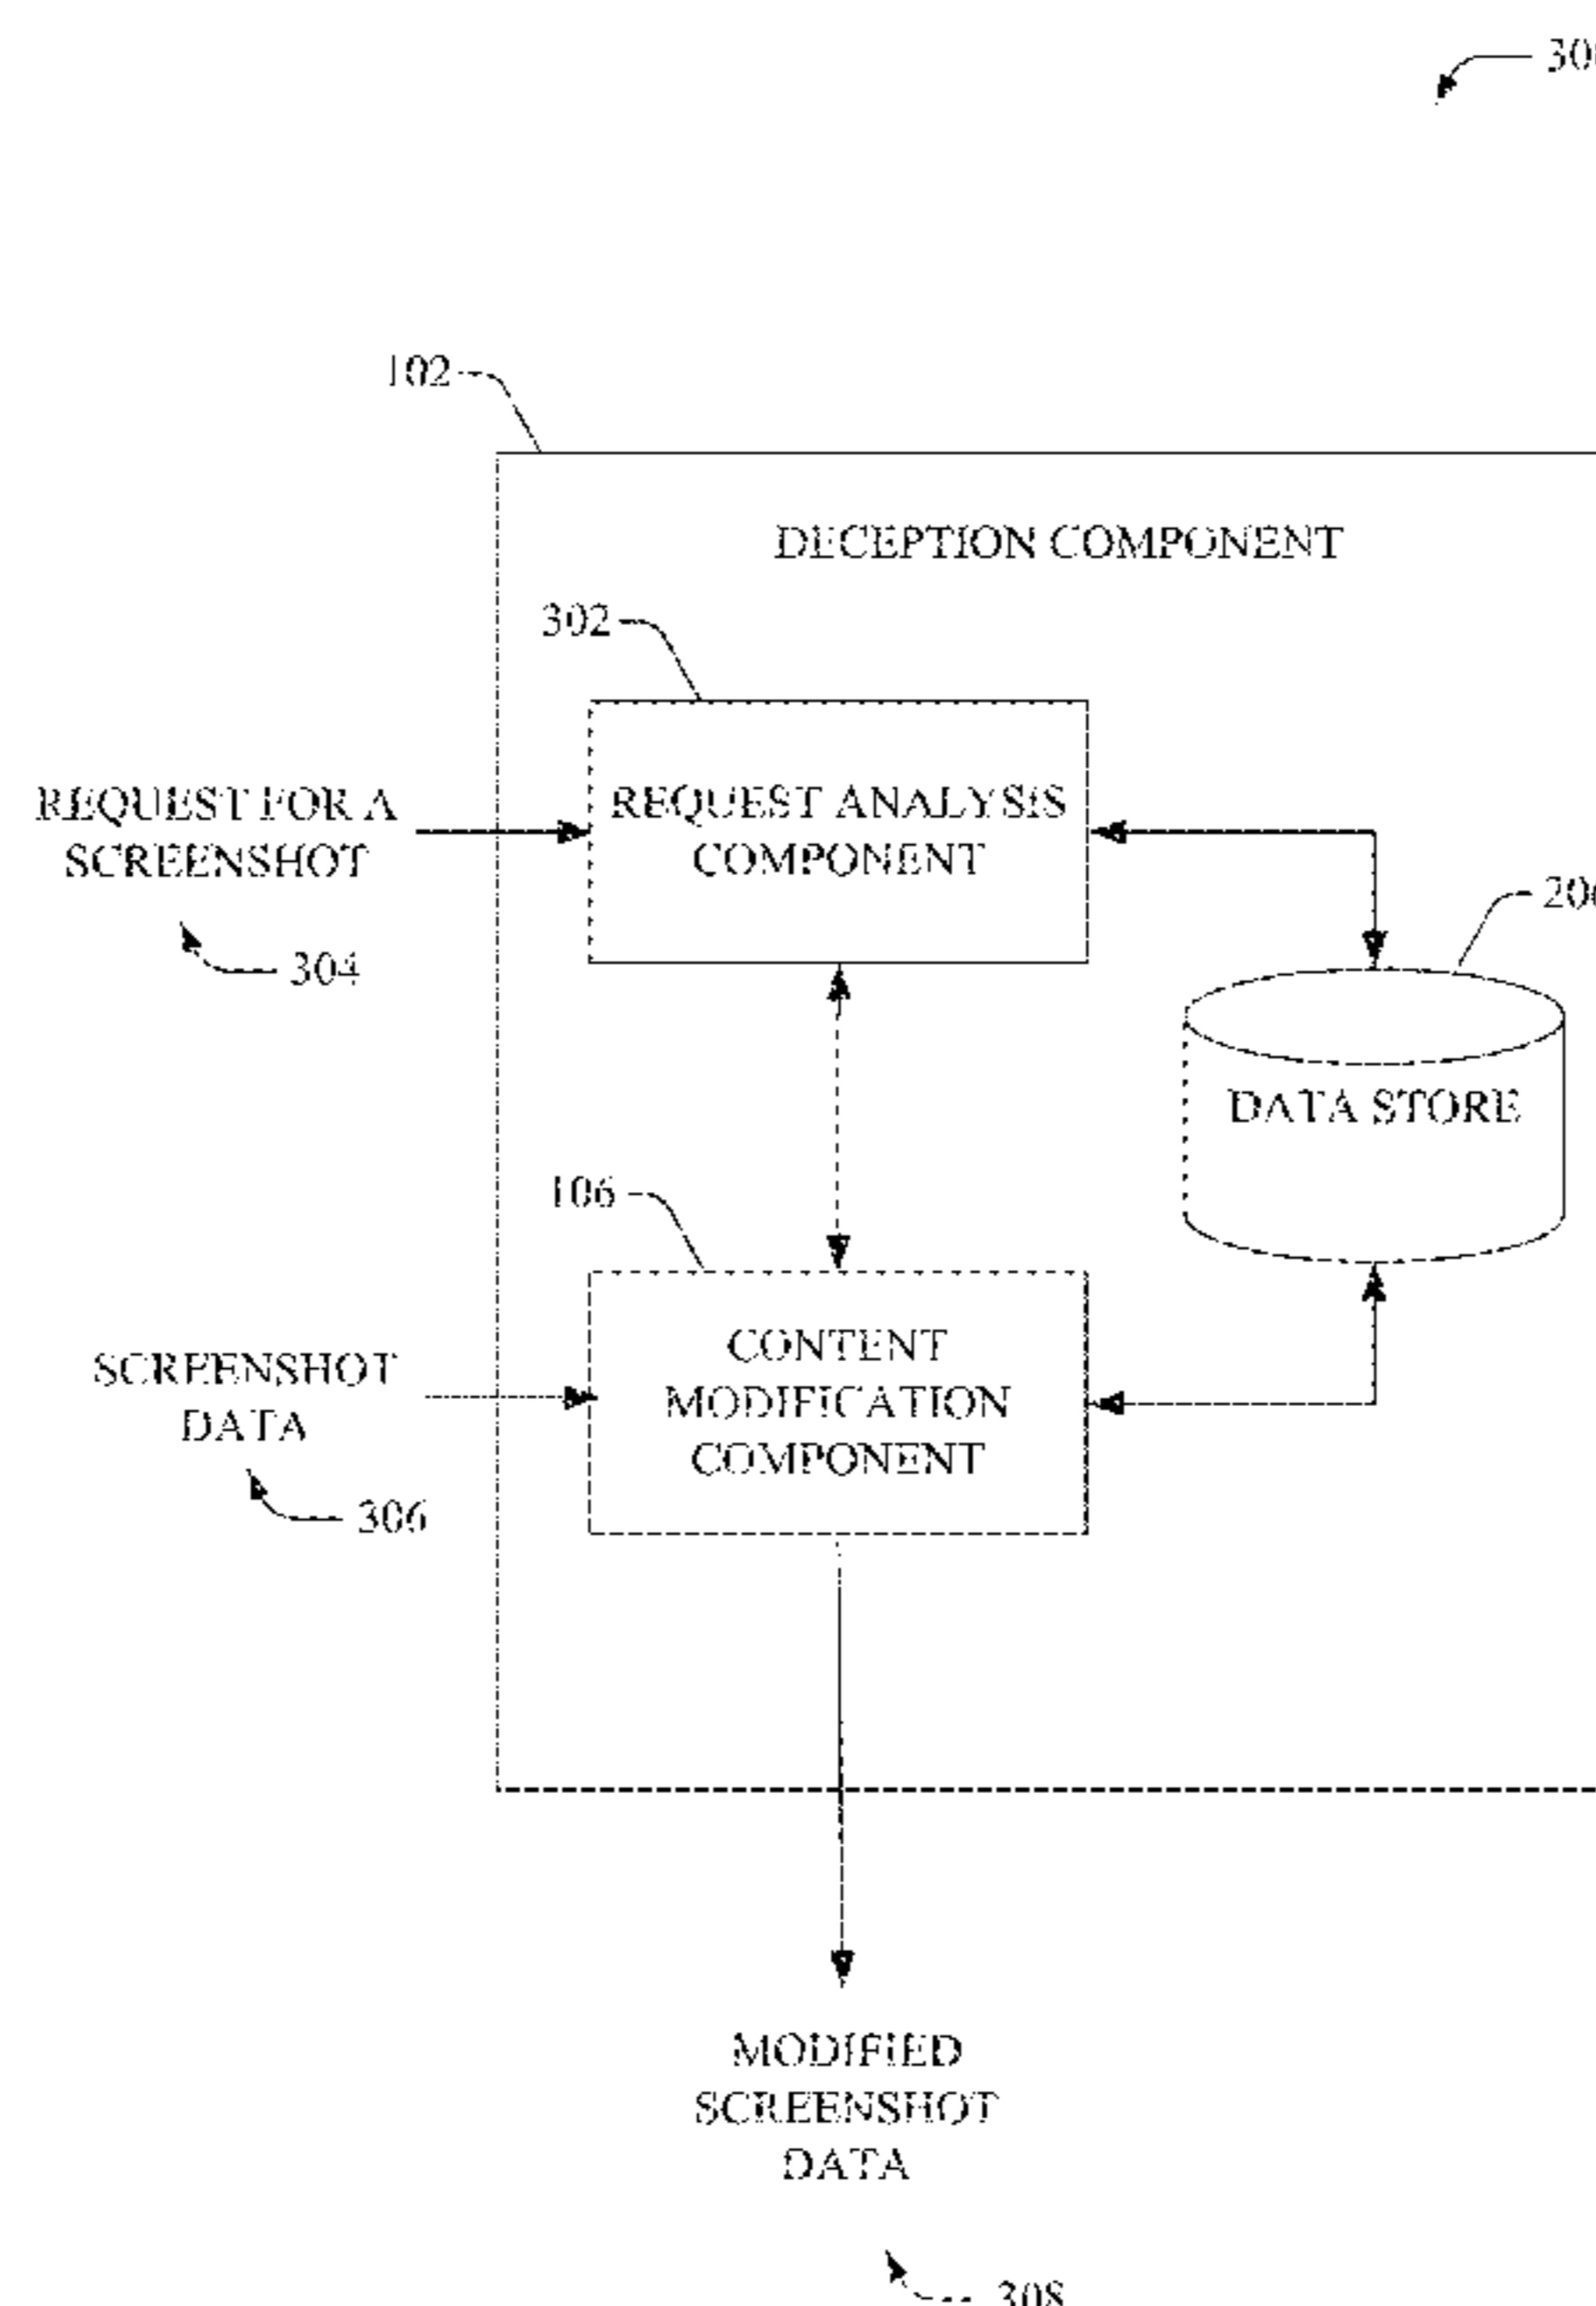 102
DECEPTION COMPONENT
302
REQUEST FOR A
SCREENSHOT
304
REQUEST ANALYSIS
COMPONENT
DATA STORE
106
SCREENSHOT
DATA
306
CONTENT
MODIFICATION
COMPONENT
MODIFIED
SCREENSHOT
DATA
308